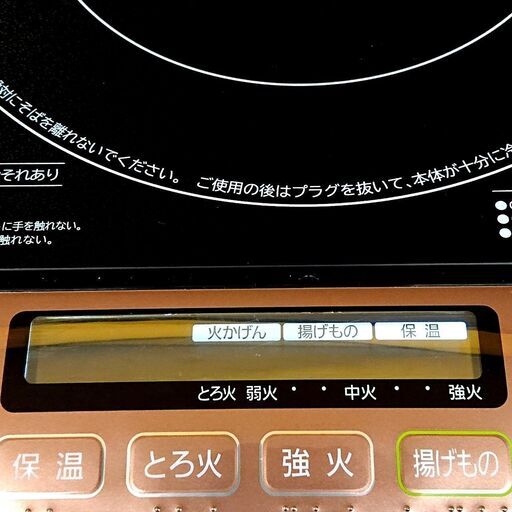 対にそばを離れないでください。 ご使用の後はプラグを抜いて、本体が十分に冷
それあり
に手を触れない。
触れない。
火かげん 揚げもの 保温
とろ火 弱火 ・ ・ 中火 ・ ・ 強火
保温 とろ火 強火 揚げもの